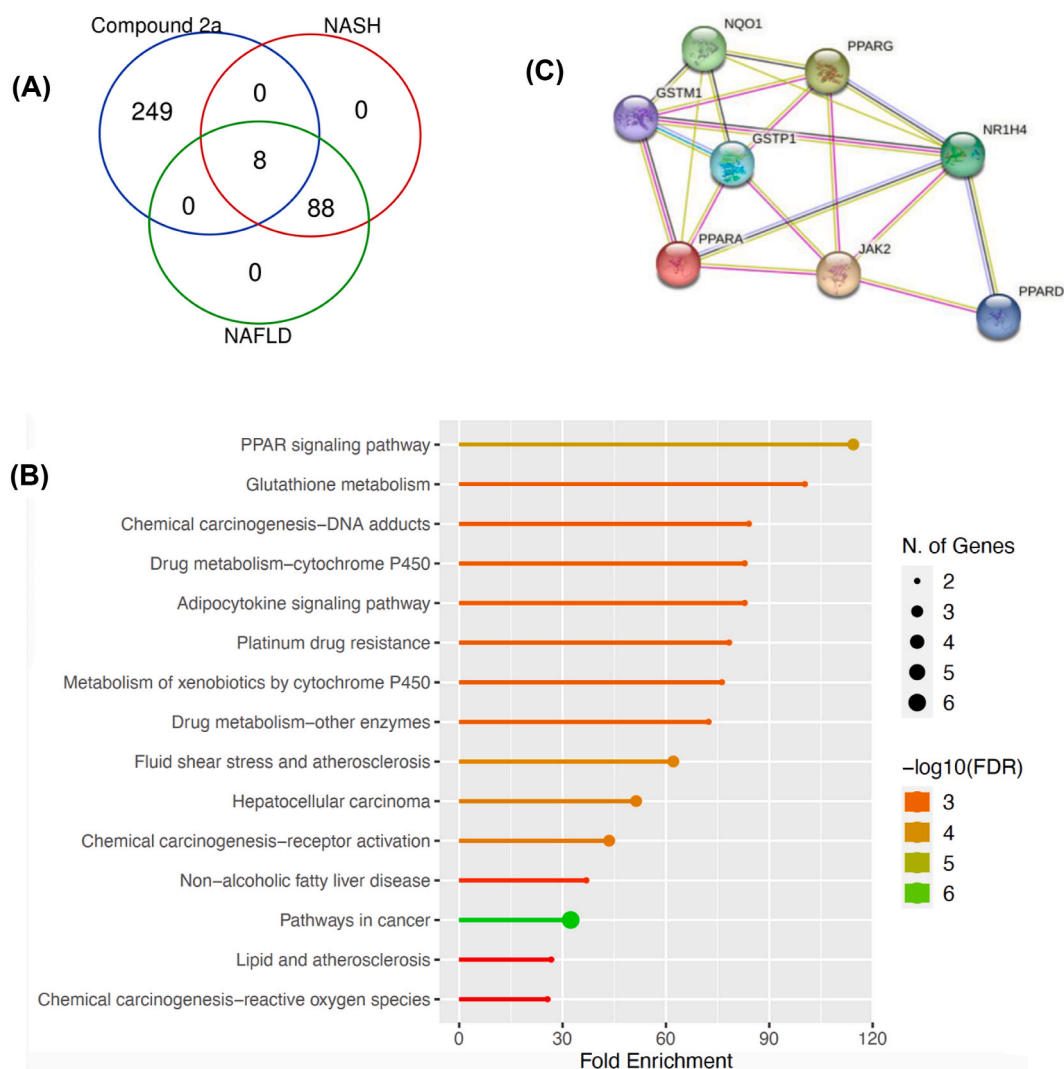 (A)
Compound 2a
NASH
249
0
0
8
0
88
0
NAFLD
(C)
NQO1
PPARG
GSTM1
GSTP1
NR1H4
PPARA
JAK2
PPARD
(B)
PPAR signaling pathway
Glutathione metabolism
Chemical carcinogenesis−DNA adducts
Drug metabolism−cytochrome P450
Adipocytokine signaling pathway
Platinum drug resistance
Metabolism of xenobiotics by cytochrome P450
Drug metabolism−other enzymes
Fluid shear stress and atherosclerosis
Hepatocellular carcinoma
Chemical carcinogenesis−receptor activation
Non−alcoholic fatty liver disease
Pathways in cancer
Lipid and atherosclerosis
Chemical carcinogenesis−reactive oxygen species
0 30 60 90 120
Fold Enrichment
N. of Genes
2
3
4
5
6
−log10(FDR)
3
4
5
6